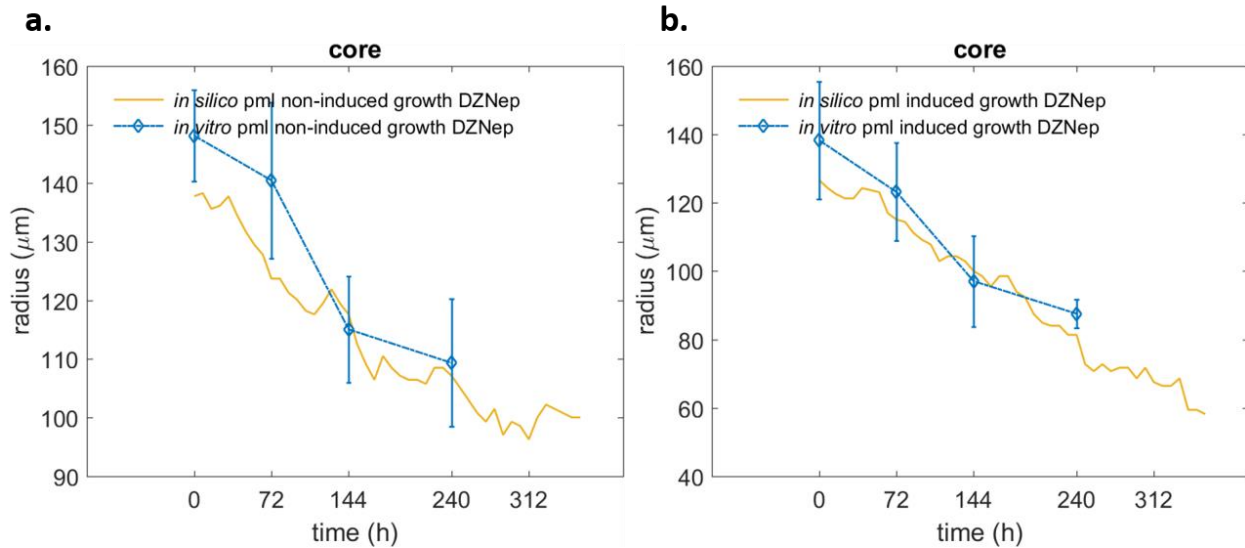 a.
core
160
150
140
130
120
110
100
90
radius (μm)
in silico pml non-induced growth DZNep
in vitro pml non-induced growth DZNep
0 72 144 240 312
time (h)
b.
core
160
140
120
100
80
60
40
radius (μm)
in silico pml induced growth DZNep
in vitro pml induced growth DZNep
0 72 144 240 312
time (h)